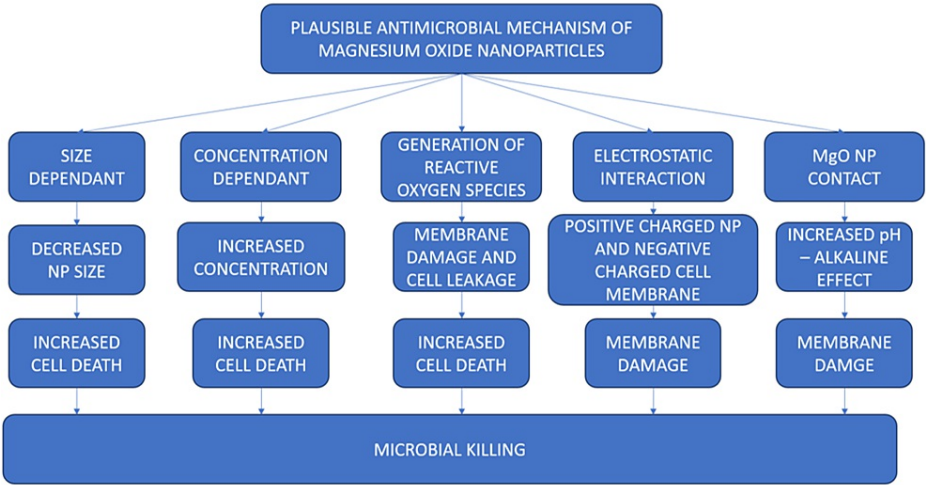 PLAUSIBLE ANTIMICROBIAL MECHANISM OF
MAGNESIUM OXIDE NANOPARTICLES
SIZE
DEPENDANT
CONCENTRATION
DEPENDANT
GENERATION OF
REACTIVE
OXYGEN SPECIES
ELECTROSTATIC
INTERACTION
MgO NP
CONTACT
DECREASED
NP SIZE
INCREASED
CONCENTRATION
MEMBRANE
DAMAGE AND
CELL LEAKAGE
POSITIVE CHARGED NP
AND NEGATIVE
CHARGED CELL
MEMBRANE
INCREASED pH
– ALKALINE
EFFECT
INCREASED
CELL DEATH
INCREASED
CELL DEATH
INCREASED
CELL DEATH
MEMBRANE
DAMAGE
MEMBRANE
DAMGE
MICROBIAL KILLING